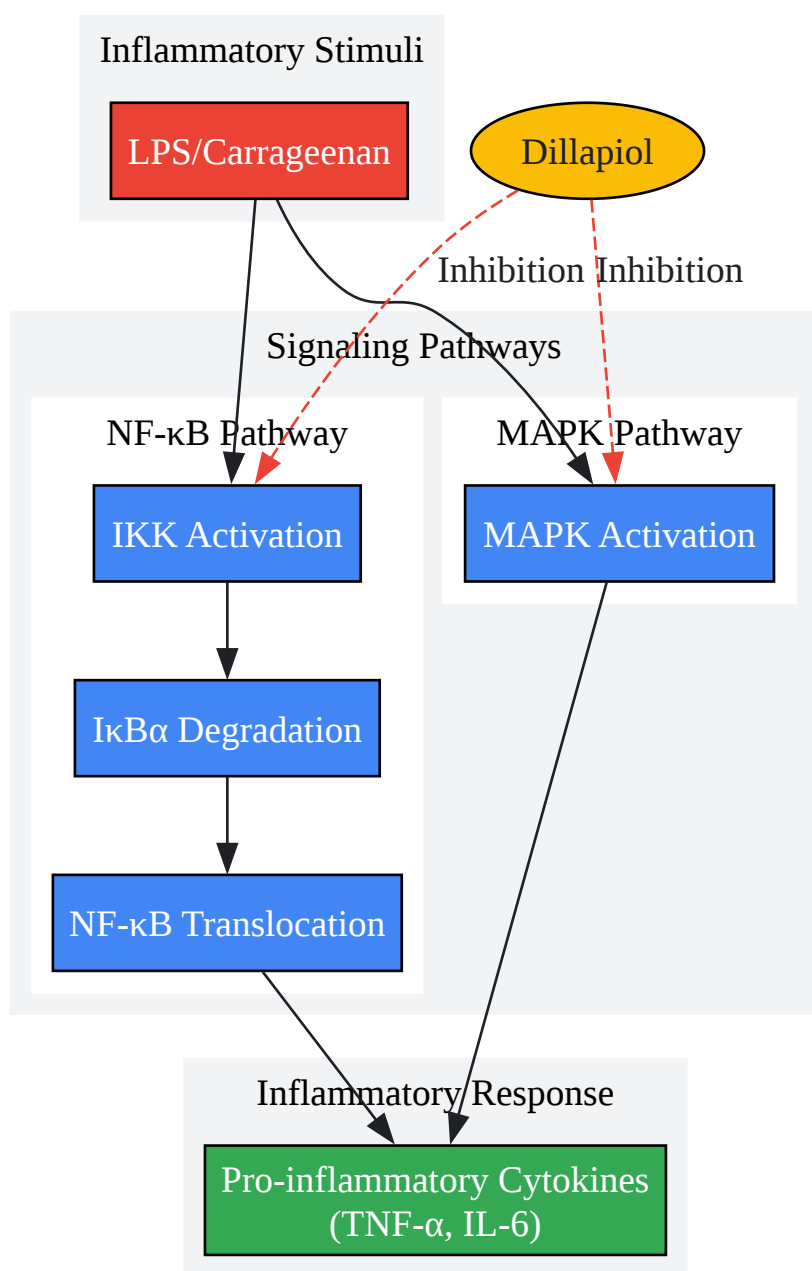 Inflammatory Stimuli
LPS/Carrageenan
Dillapiol
Inhibition
Inhibition
Signaling Pathways
NF-κB Pathway
MAPK Pathway
IKK Activation
MAPK Activation
IκBα Degradation
NF-κB Translocation
Inflammatory Response
Pro-inflammatory Cytokines
(TNF-α, IL-6)